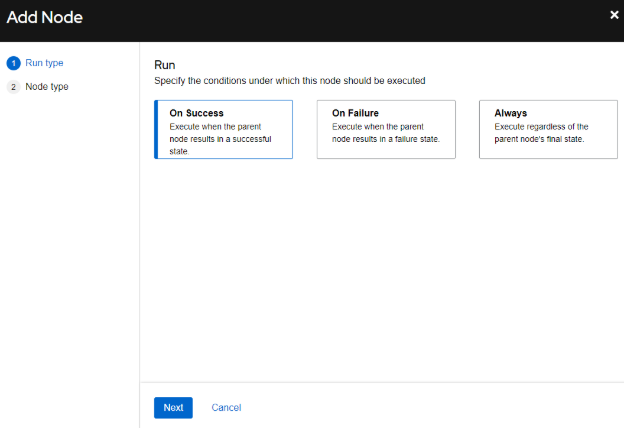 Add Node
×
1 Run type
2 Node type
Run
Specify the conditions under which this node should be executed
On Success
Execute when the parent
node results in a successful
state.
On Failure
Execute when the parent
node results in a failure state.
Always
Execute regardless of the
parent node's final state.
Next
Cancel